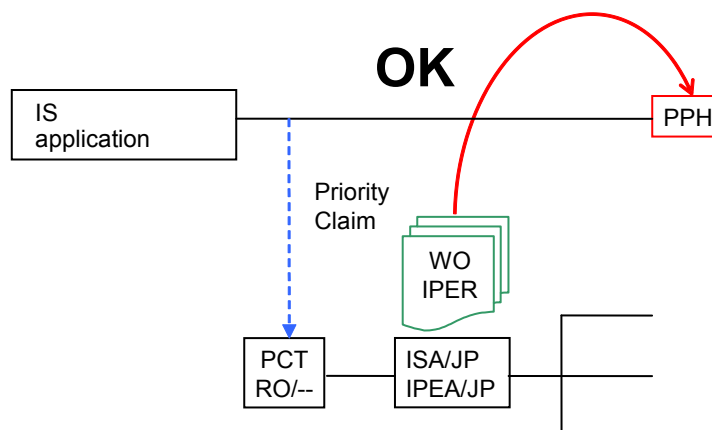 OK
IS
application
PPH
Priority
Claim
WO
IPER
PCT
RO/--
ISA/JP
IPEA/JP